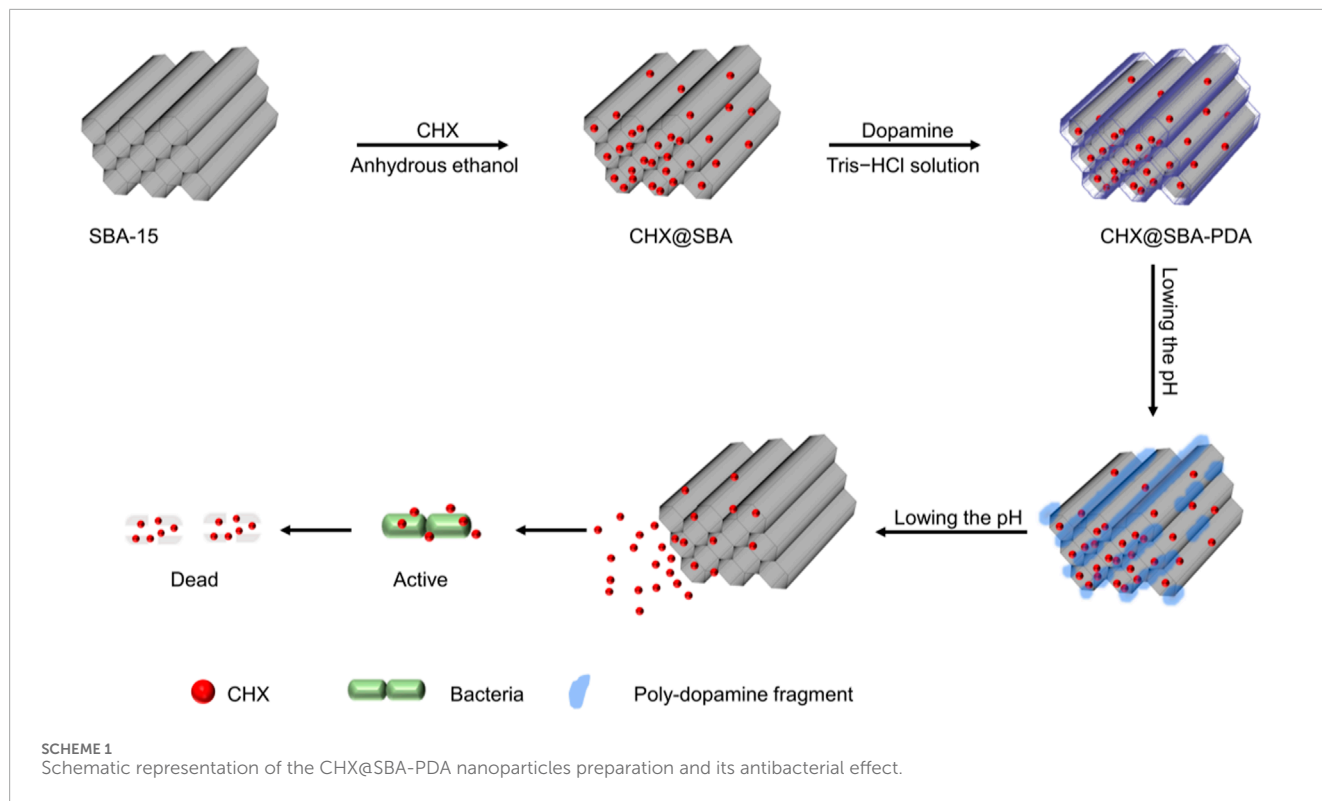 CHX
Anhydrous ethanol
Dopamine
Tris−HCl solution
SBA-15
CHX@SBA
CHX@SBA-PDA
Lowing the pH
Lowing the pH
Dead
Active
CHX
Bacteria
Poly-dopamine fragment
SCHEME 1
Schematic representation of the CHX@SBA-PDA nanoparticles preparation and its antibacterial effect.